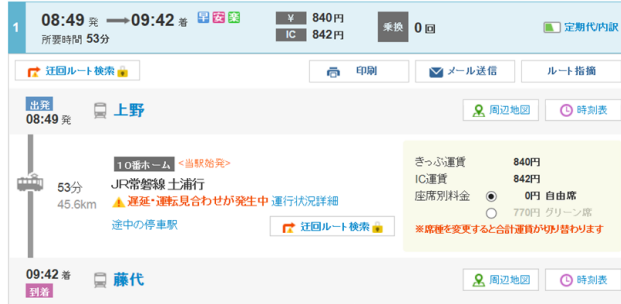 1 08:49 発 → 09:42 着 早 安 楽
所要時間 53分
¥ 840円
IC 842円
乗換 0回
定期代/内訳
迂回ルート検索
印刷
メール送信
ルート指摘
出発
08:49 発
上野
周辺地図
時刻表
53分
45.6km
10番ホーム <当駅始発>
JR常磐線 土浦行
遅延・運転見合わせが発生中 運行状況詳細
途中の停車駅
迂回ルート検索
きっぷ運賃 840円
IC運賃 842円
座席別料金 0円 自由席
770円 グリーン席
※席種を変更すると合計運賃が切り替わります
09:42 着
到着
藤代
周辺地図
時刻表